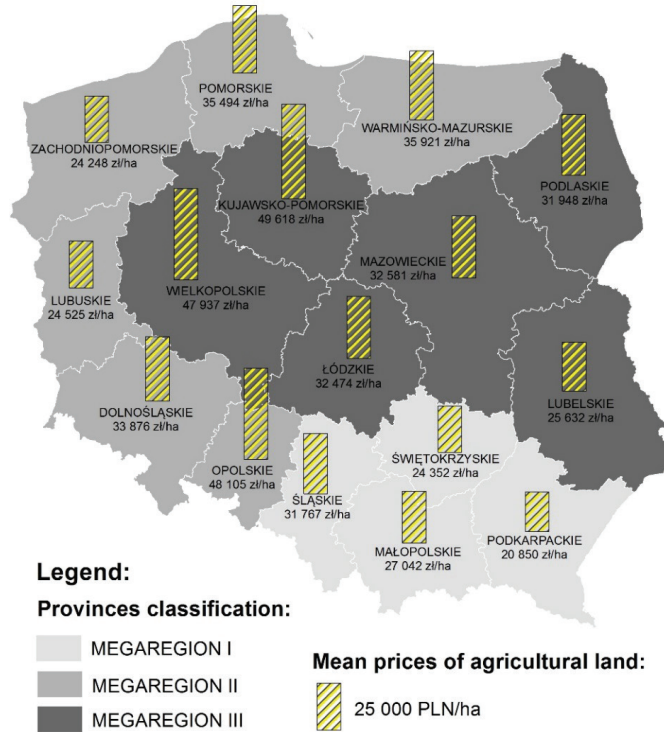 POMORSKIE
35 494 zł/ha
WARMIŃSKO-MAZURSKIE
35 921 zł/ha
ZACHODNIOPOMORSKIE
24 248 zł/ha
PODLASKIE
31 948 zł/ha
KUJAWSKO-POMORSKIE
49 618 zł/ha
MAZOWIECKIE
32 581 zł/ha
WIELKOPOLSKIE
47 937 zł/ha
LUBUSKIE
24 525 zł/ha
ŁÓDZKIE
32 474 zł/ha
LUBELSKIE
25 632 zł/ha
DOLNOŚLĄSKIE
33 876 zł/ha
OPOLSKIE
48 105 zł/ha
ŚWIĘTOKRZYSKIE
24 352 zł/ha
ŚLĄSKIE
31 767 zł/ha
MAŁOPOLSKIE
27 042 zł/ha
PODKARPACKIE
20 850 zł/ha
Legend:
Provinces classification:
MEGAREGION I
MEGAREGION II
MEGAREGION III
Mean prices of agricultural land:
25 000 PLN/ha